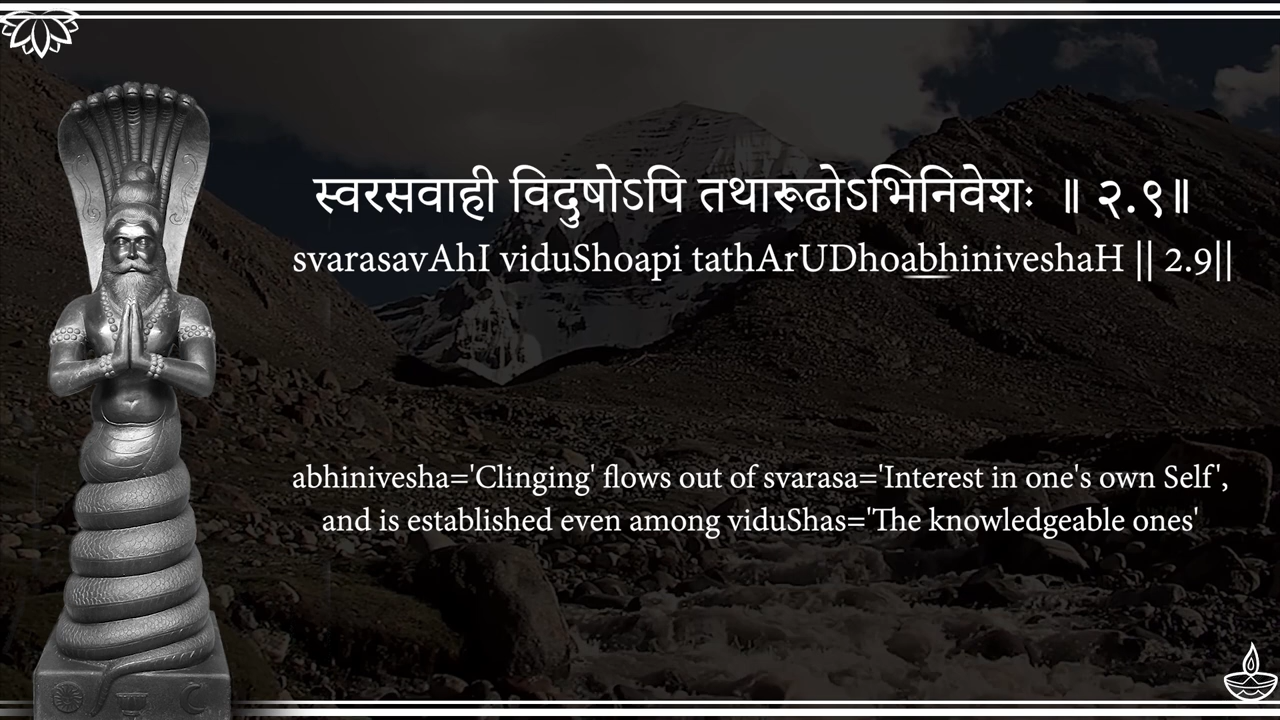 स्वरसवाही विदुषोऽपि तथारूढोऽभिनिवेशः ॥ २.९॥
svarasavAhI viduShoapi tathArUDhoabhiniveshaH || 2.9||
abhinivesha='Clinging' flows out of svarasa='Interest in one's own Self',
and is established even among viduShas='The knowledgeable ones'